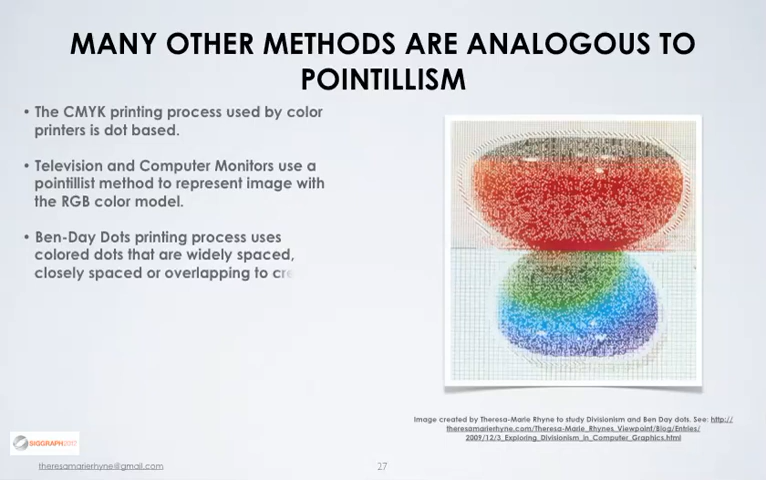 MANY OTHER METHODS ARE ANALOGOUS TO
POINTILLISM
• The CMYK printing process used by color
printers is dot based.
• Television and Computer Monitors use a
pointillist method to represent image with
the RGB color model.
• Ben-Day Dots printing process uses
colored dots that are widely spaced,
closely spaced or overlapping to
Image created by Theresa-Marie Rhyne to study Divisionism and Ben Day dots. See: http://
theresamarierhyne.com/Theresa-Marie_Rhynes_Viewpoint/Blog/Entries/
2009/12/3_Exploring_Divisionism_in_Computer_Graphics.html
SIGGRAPH2017
theresamarierhyne@gmail.com
27